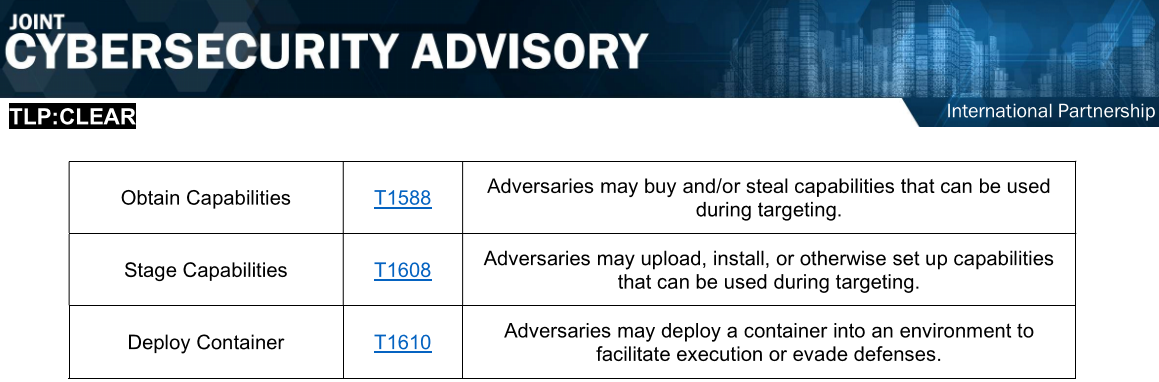 JOINT
CYBERSECURITY ADVISORY
TLP:CLEAR
International Partnership
Obtain Capabilities
T1588
Adversaries may buy and/or steal capabilities that can be used
during targeting.
Stage Capabilities
T1608
Adversaries may upload, install, or otherwise set up capabilities
that can be used during targeting.
Deploy Container
T1610
Adversaries may deploy a container into an environment to
facilitate execution or evade defenses.